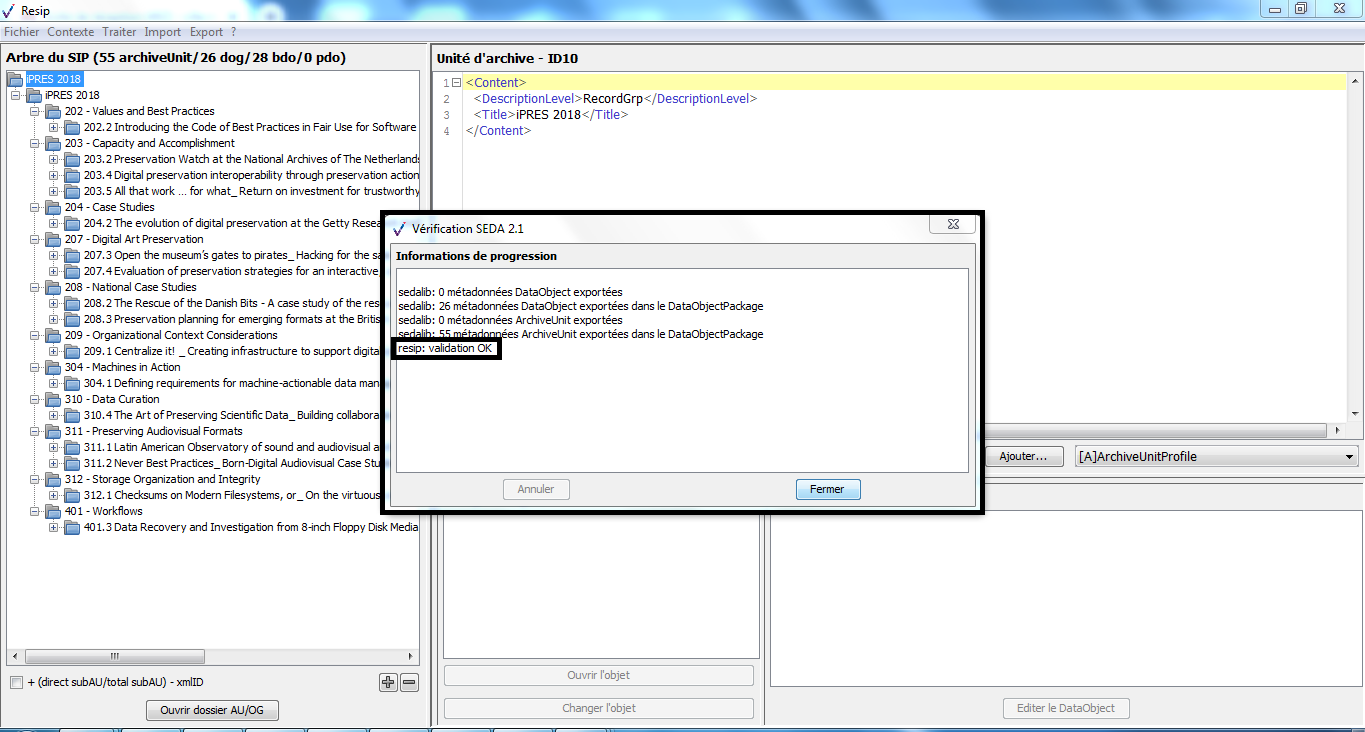 Resip
Fichier Contexte Traiter Import Export ?
Arbre du SIP (55 archiveUnit/26 dog/28 bdo/0 pdo)
iPRES 2018
iPRES 2018
202 - Values and Best Practices
202.2 Introducing the Code of Best Practices in Fair Use for Software
203 - Capacity and Accomplishment
203.2 Preservation Watch at the National Archives of The Netherlands
203.4 Digital preservation interoperability through preservation action
203.5 All that work ... for what_ Return on investment for trustworthy
204 - Case Studies
204.2 The evolution of digital preservation at the Getty Resea
207 - Digital Art Preservation
207.3 Open the museum's gates to pirates_ Hacking for the sa
207.4 Evaluation of preservation strategies for an interactive,
208 - National Case Studies
208.2 The Rescue of the Danish Bits - A case study of the res
208.3 Preservation planning for emerging formats at the Britis
209 - Organizational Context Considerations
209.1 Centralize it! _ Creating infrastructure to support digita
304 - Machines in Action
304.1 Defining requirements for machine-actionable data man
310 - Data Curation
310.4 The Art of Preserving Scientific Data_ Building collabora
311 - Preserving Audiovisual Formats
311.1 Latin American Observatory of sound and audiovisual a
311.2 Never Best Practices_ Born-Digital Audiovisual Case Stu
312 - Storage Organization and Integrity
312.1 Checksums on Modern Filesystems, or_ On the virtuous
401 - Workflows
401.3 Data Recovery and Investigation from 8-inch Floppy Disk Media
+ (direct subAU/total subAU) - xmlID
Ouvrir dossier AU/OG
Unité d'archive - ID10
1 <Content>
2 <DescriptionLevel>RecordGrp</DescriptionLevel>
3 <Title>iPRES 2018</Title>
4 </Content>
Vérification SEDA 2.1
Informations de progression
sedalib: 0 métadonnées DataObject exportées
sedalib: 26 métadonnées DataObject exportées dans le DataObjectPackage
sedalib: 0 métadonnées ArchiveUnit exportées
sedalib: 55 métadonnées ArchiveUnit exportées dans le DataObjectPackage
resip: validation OK
Annuler Fermer
Ajouter... [A]ArchiveUnitProfile
Ouvrir l'objet
Changer l'objet
Editer le DataObject